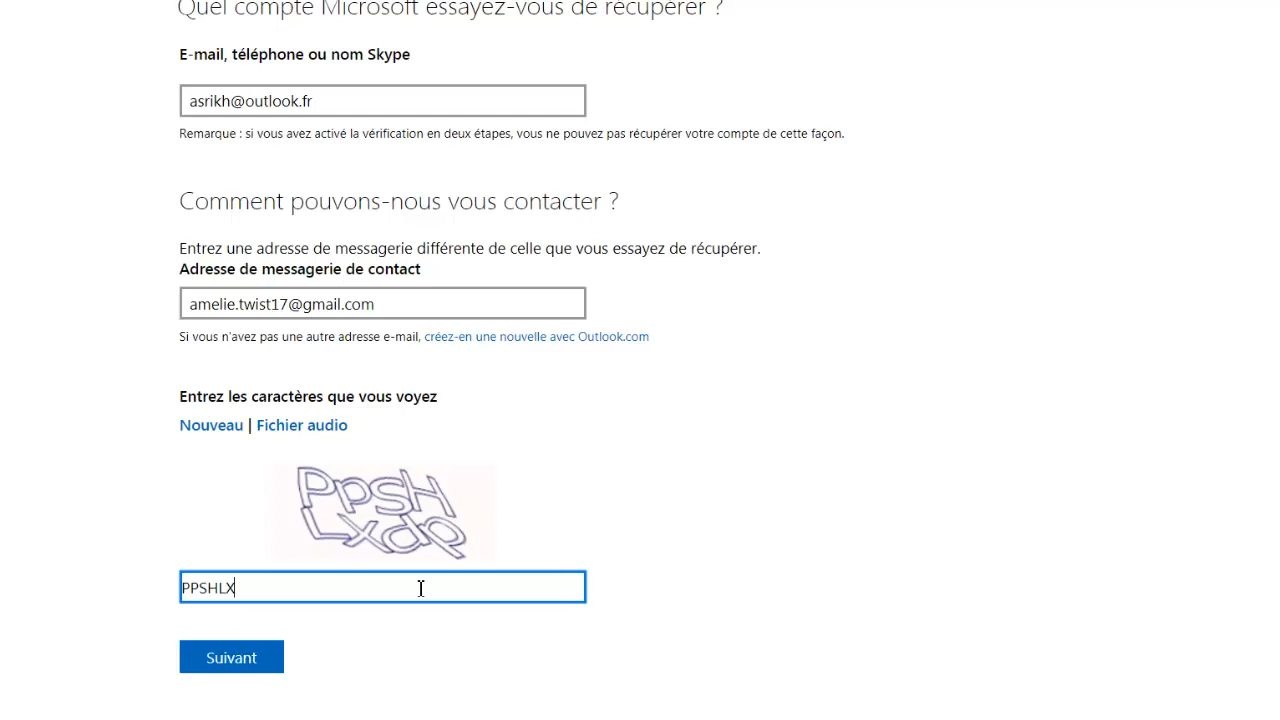 Quel compte Microsoft essayez-vous de récupérer ?
E-mail, téléphone ou nom Skype
asrikh@outlook.fr
Remarque : si vous avez activé la vérification en deux étapes, vous ne pouvez pas récupérer votre compte de cette façon.
Comment pouvons-nous vous contacter ?
Entrez une adresse de messagerie différente de celle que vous essayez de récupérer.
Adresse de messagerie de contact
amelie.twist17@gmail.com
Si vous n'avez pas une autre adresse e-mail, créez-en une nouvelle avec Outlook.com
Entrez les caractères que vous voyez
Nouveau | Fichier audio
PPSHLX
Suivant